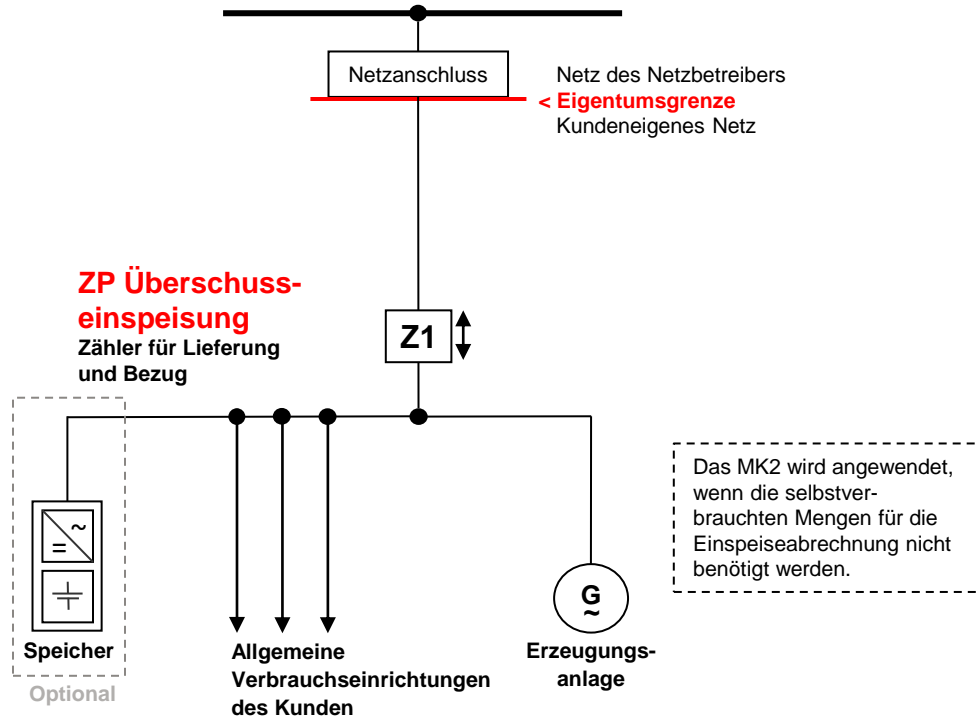 Netzanschluss
Netz des Netzbetreibers
< Eigentumsgrenze
Kundeneigenes Netz
ZP Überschuss-
einspeisung
Zähler für Lieferung
und Bezug
Z1
Das MK2 wird angewendet,
wenn die selbstver-
brauchten Mengen für die
Einspeiseabrechnung nicht
benötigt werden.
~
=
G
~
Speicher
Optional
Allgemeine
Verbrauchseinrichtungen
des Kunden
Erzeugungs-
anlage